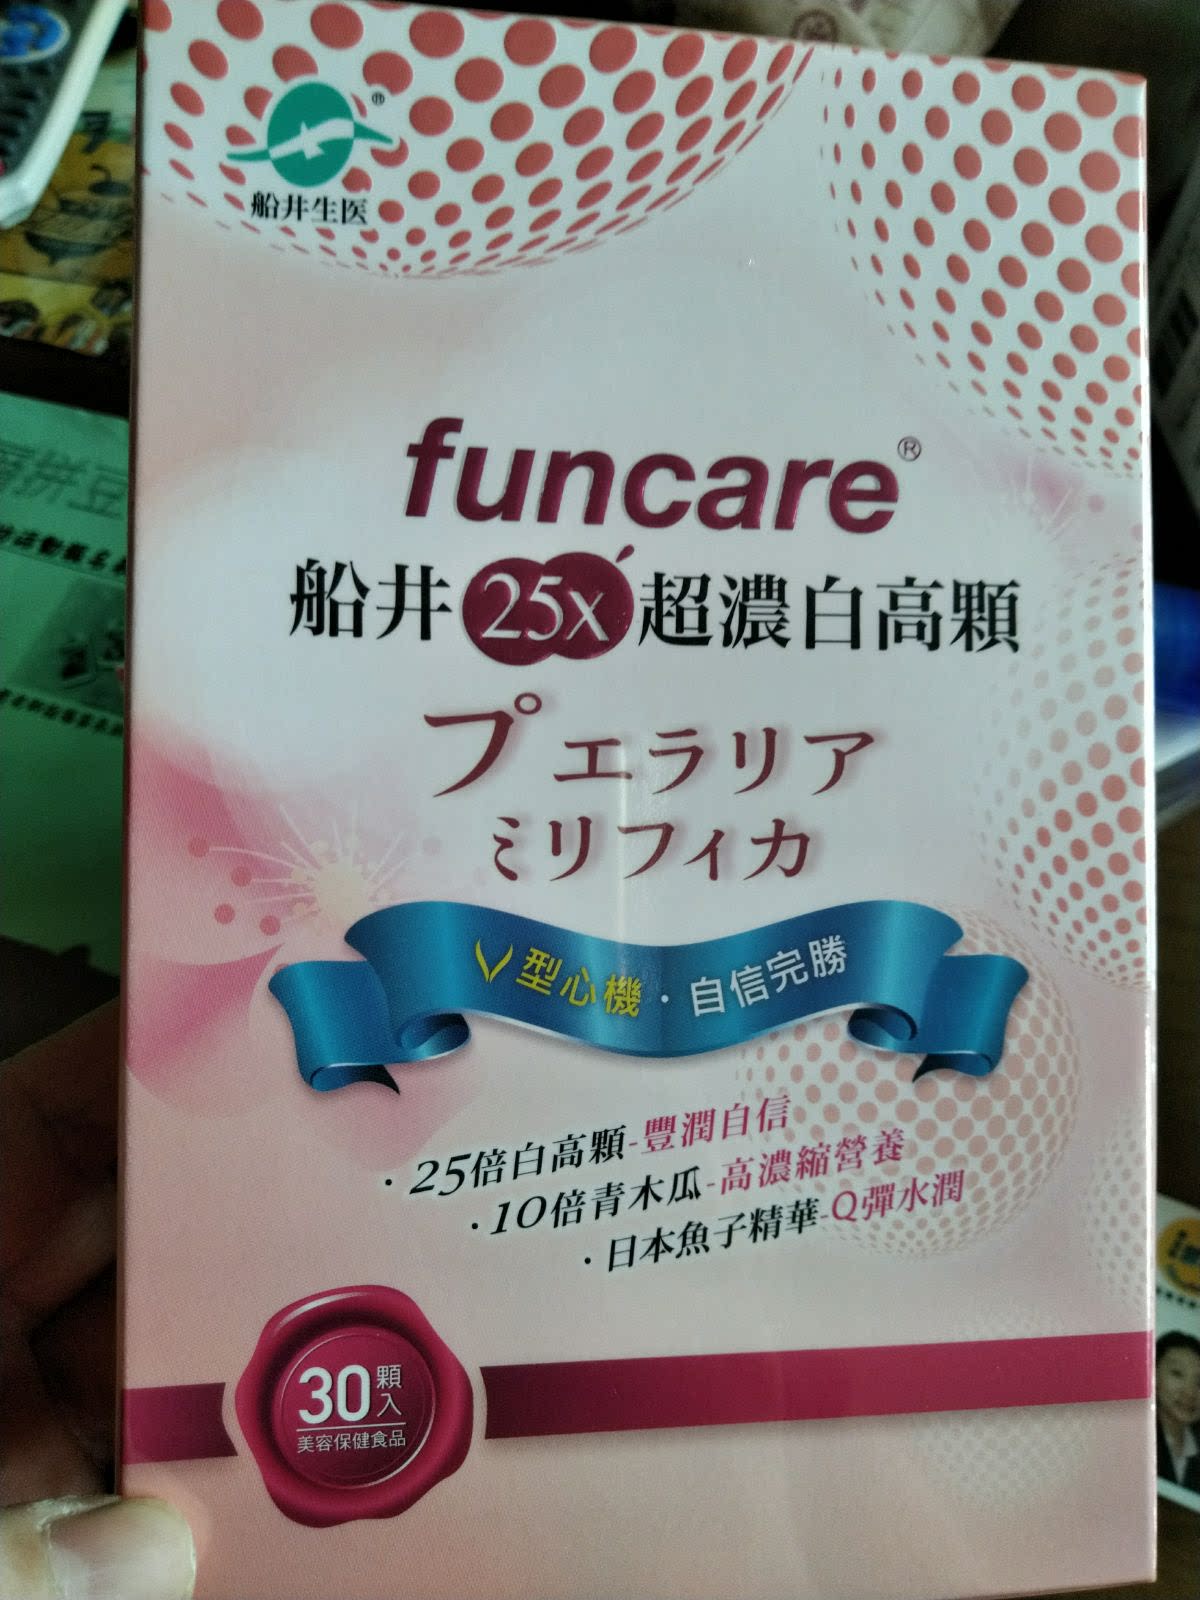 ®
船井生医
funcare®
船井25x'超濃白高顆
プエラリア
ミリフィカ
V型心機·自信完勝
·25倍白高顆-豐潤自信
·10倍青木瓜-高濃縮營養
·日本魚子精華-Q彈水潤
30顆入
美容保健食品